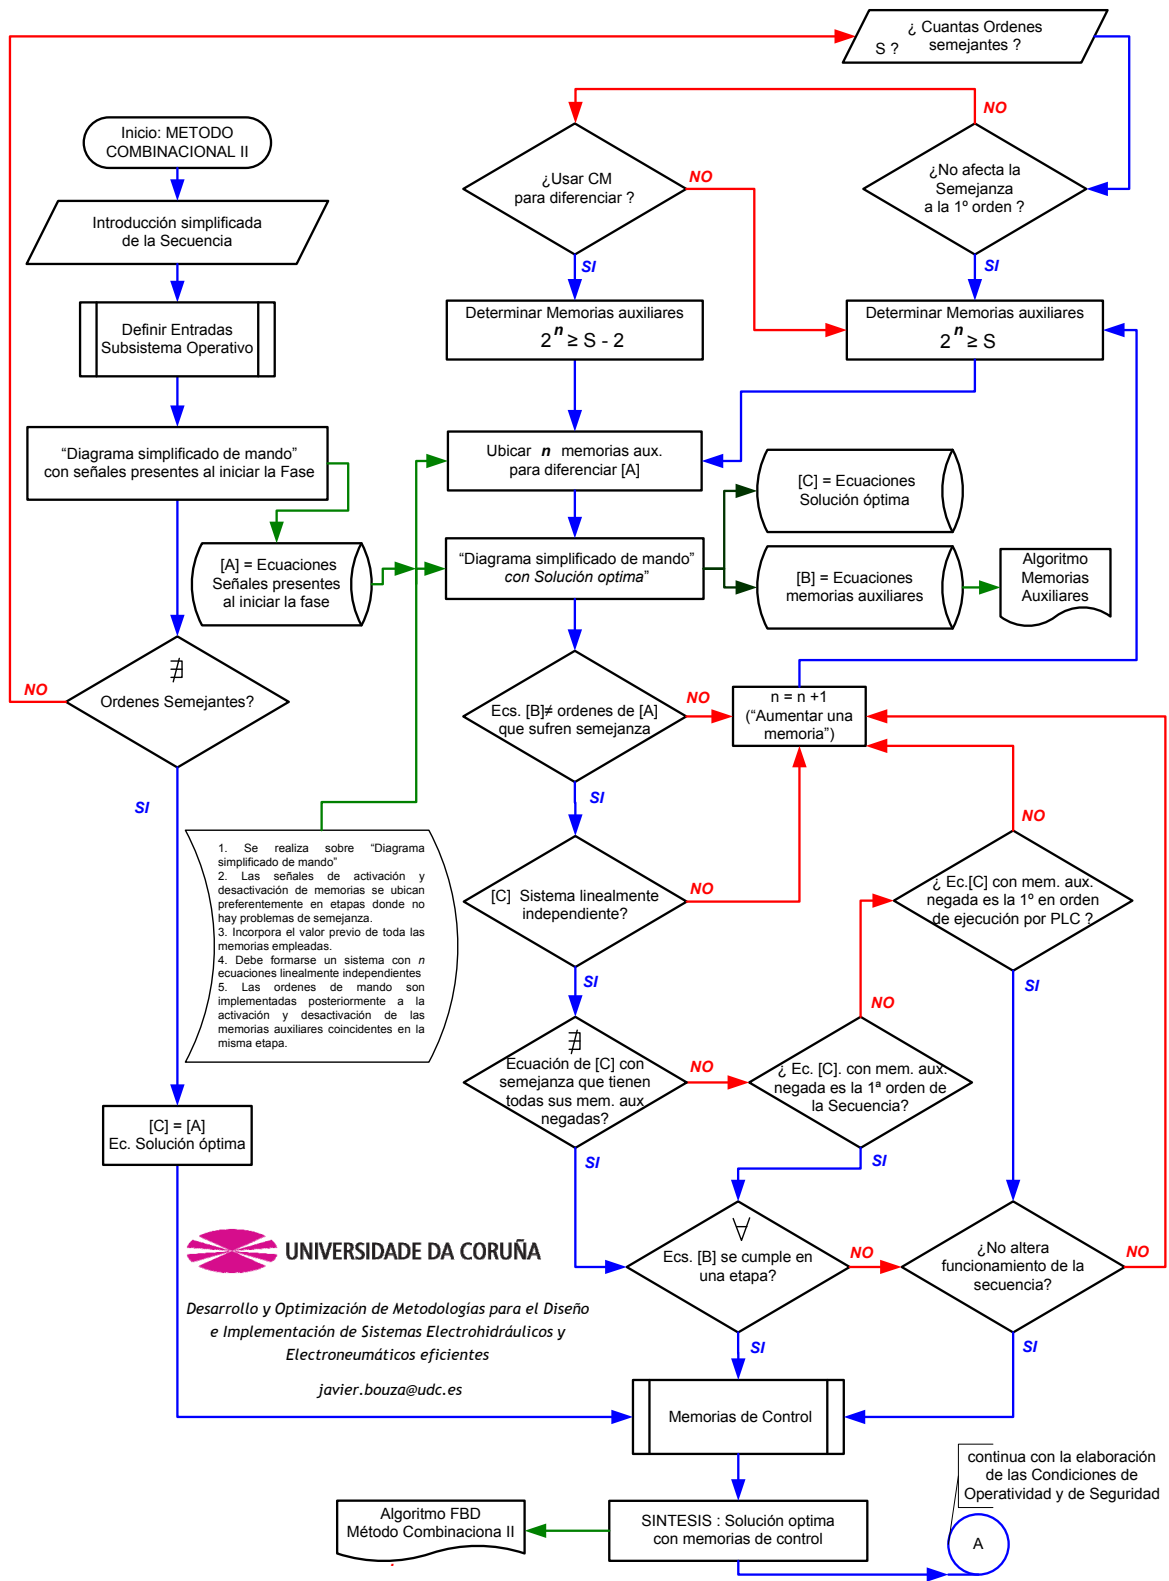 ¿ Cuantas Ordenes
S ? semejantes ?
NO
Inicio: METODO
COMBINACIONAL II
¿Usar CM
para diferenciar ?
NO
¿No afecta la
Semejanza
a la 1º orden ?
Introducción simplificada
de la Secuencia
SI
SI
Definir Entradas
Subsistema Operativo
Determinar Memorias auxiliares
2^n ≥ S - 2
Determinar Memorias auxiliares
2^n ≥ S
“Diagrama simplificado de mando”
con señales presentes al iniciar la Fase
Ubicar n memorias aux.
para diferenciar [A]
[C] = Ecuaciones
Solución óptima
[A] = Ecuaciones
Señales presentes
al iniciar la fase
“Diagrama simplificado de mando”
con Solución optima”
[B] = Ecuaciones
memorias auxiliares
Algoritmo
Memorias
Auxiliares
∄
Ordenes Semejantes?
NO
Ecs. [B]≠ ordenes de [A]
que sufren semejanza
NO
n = n +1
(“Aumentar una
memoria”)
SI
SI
NO
1. Se realiza sobre “Diagrama
simplificado de mando”
2. Las señales de activación y
desactivación de memorias se ubican
preferentemente en etapas donde no
hay problemas de semejanza.
3. Incorpora el valor previo de toda las
memorias empleadas.
4. Debe formarse un sistema con n
ecuaciones linealmente independientes
5. Las ordenes de mando son
implementadas posteriormente a la
activación y desactivación de las
memorias auxiliares coincidentes en la
misma etapa.
[C] Sistema linealmente
independiente?
NO
¿ Ec.[C] con mem. aux.
negada es la 1º en orden
de ejecución por PLC ?
SI
NO
SI
∄
Ecuación de [C] con
semejanza que tienen
todas sus mem. aux
negadas?
NO
¿ Ec. [C]. con mem. aux.
negada es la 1ª orden de
la Secuencia?
[C] = [A]
Ec. Solución óptima
SI
SI
UNIVERSIDADE DA CORUÑA
∀
Ecs. [B] se cumple en
una etapa?
NO
¿No altera
funcionamiento de la
secuencia?
NO
Desarrollo y Optimización de Metodologías para el Diseño
e Implementación de Sistemas Electrohidráulicos y
Electroneumáticos eficientes
SI
SI
javier.bouza@udc.es
Memorias de Control
continua con la elaboración
de las Condiciones de
Operatividad y de Seguridad
Algoritmo FBD
Método Combinaciona II
SINTESIS : Solución optima
con memorias de control
A